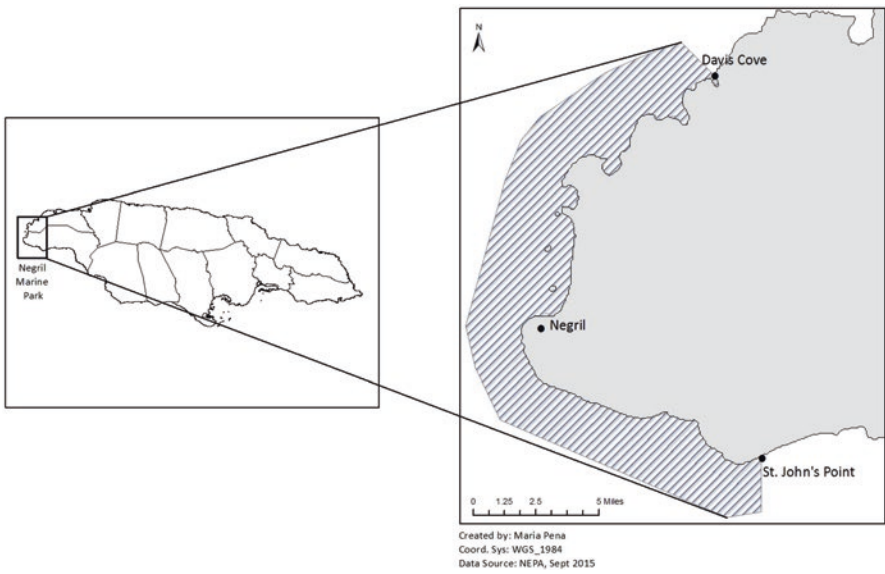 Negril
Marine
Park
N
Davis Cove
Negril
St. John's Point
0 1.25 2.5 5 Miles
Created by: Maria Pena
Coord. Sys: WGS_1984
Data Source: NEPA, Sept 2015